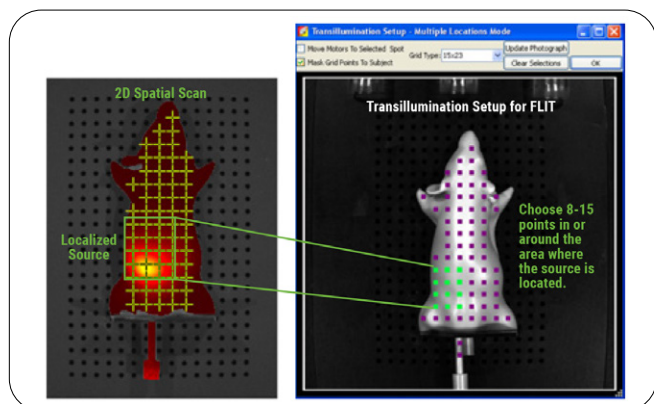 2D Spatial Scan
Localized
Source
Transillumination Setup - Multiple Locations Mode
Move Motors To Selected Spot
Mask Grid Points To Subject
Grid Type: 15x23
Update Photograph
Clear Selections
OK
Transillumination Setup for FLIT
Choose 8-15
points in or
around the
area where
the source is
located.